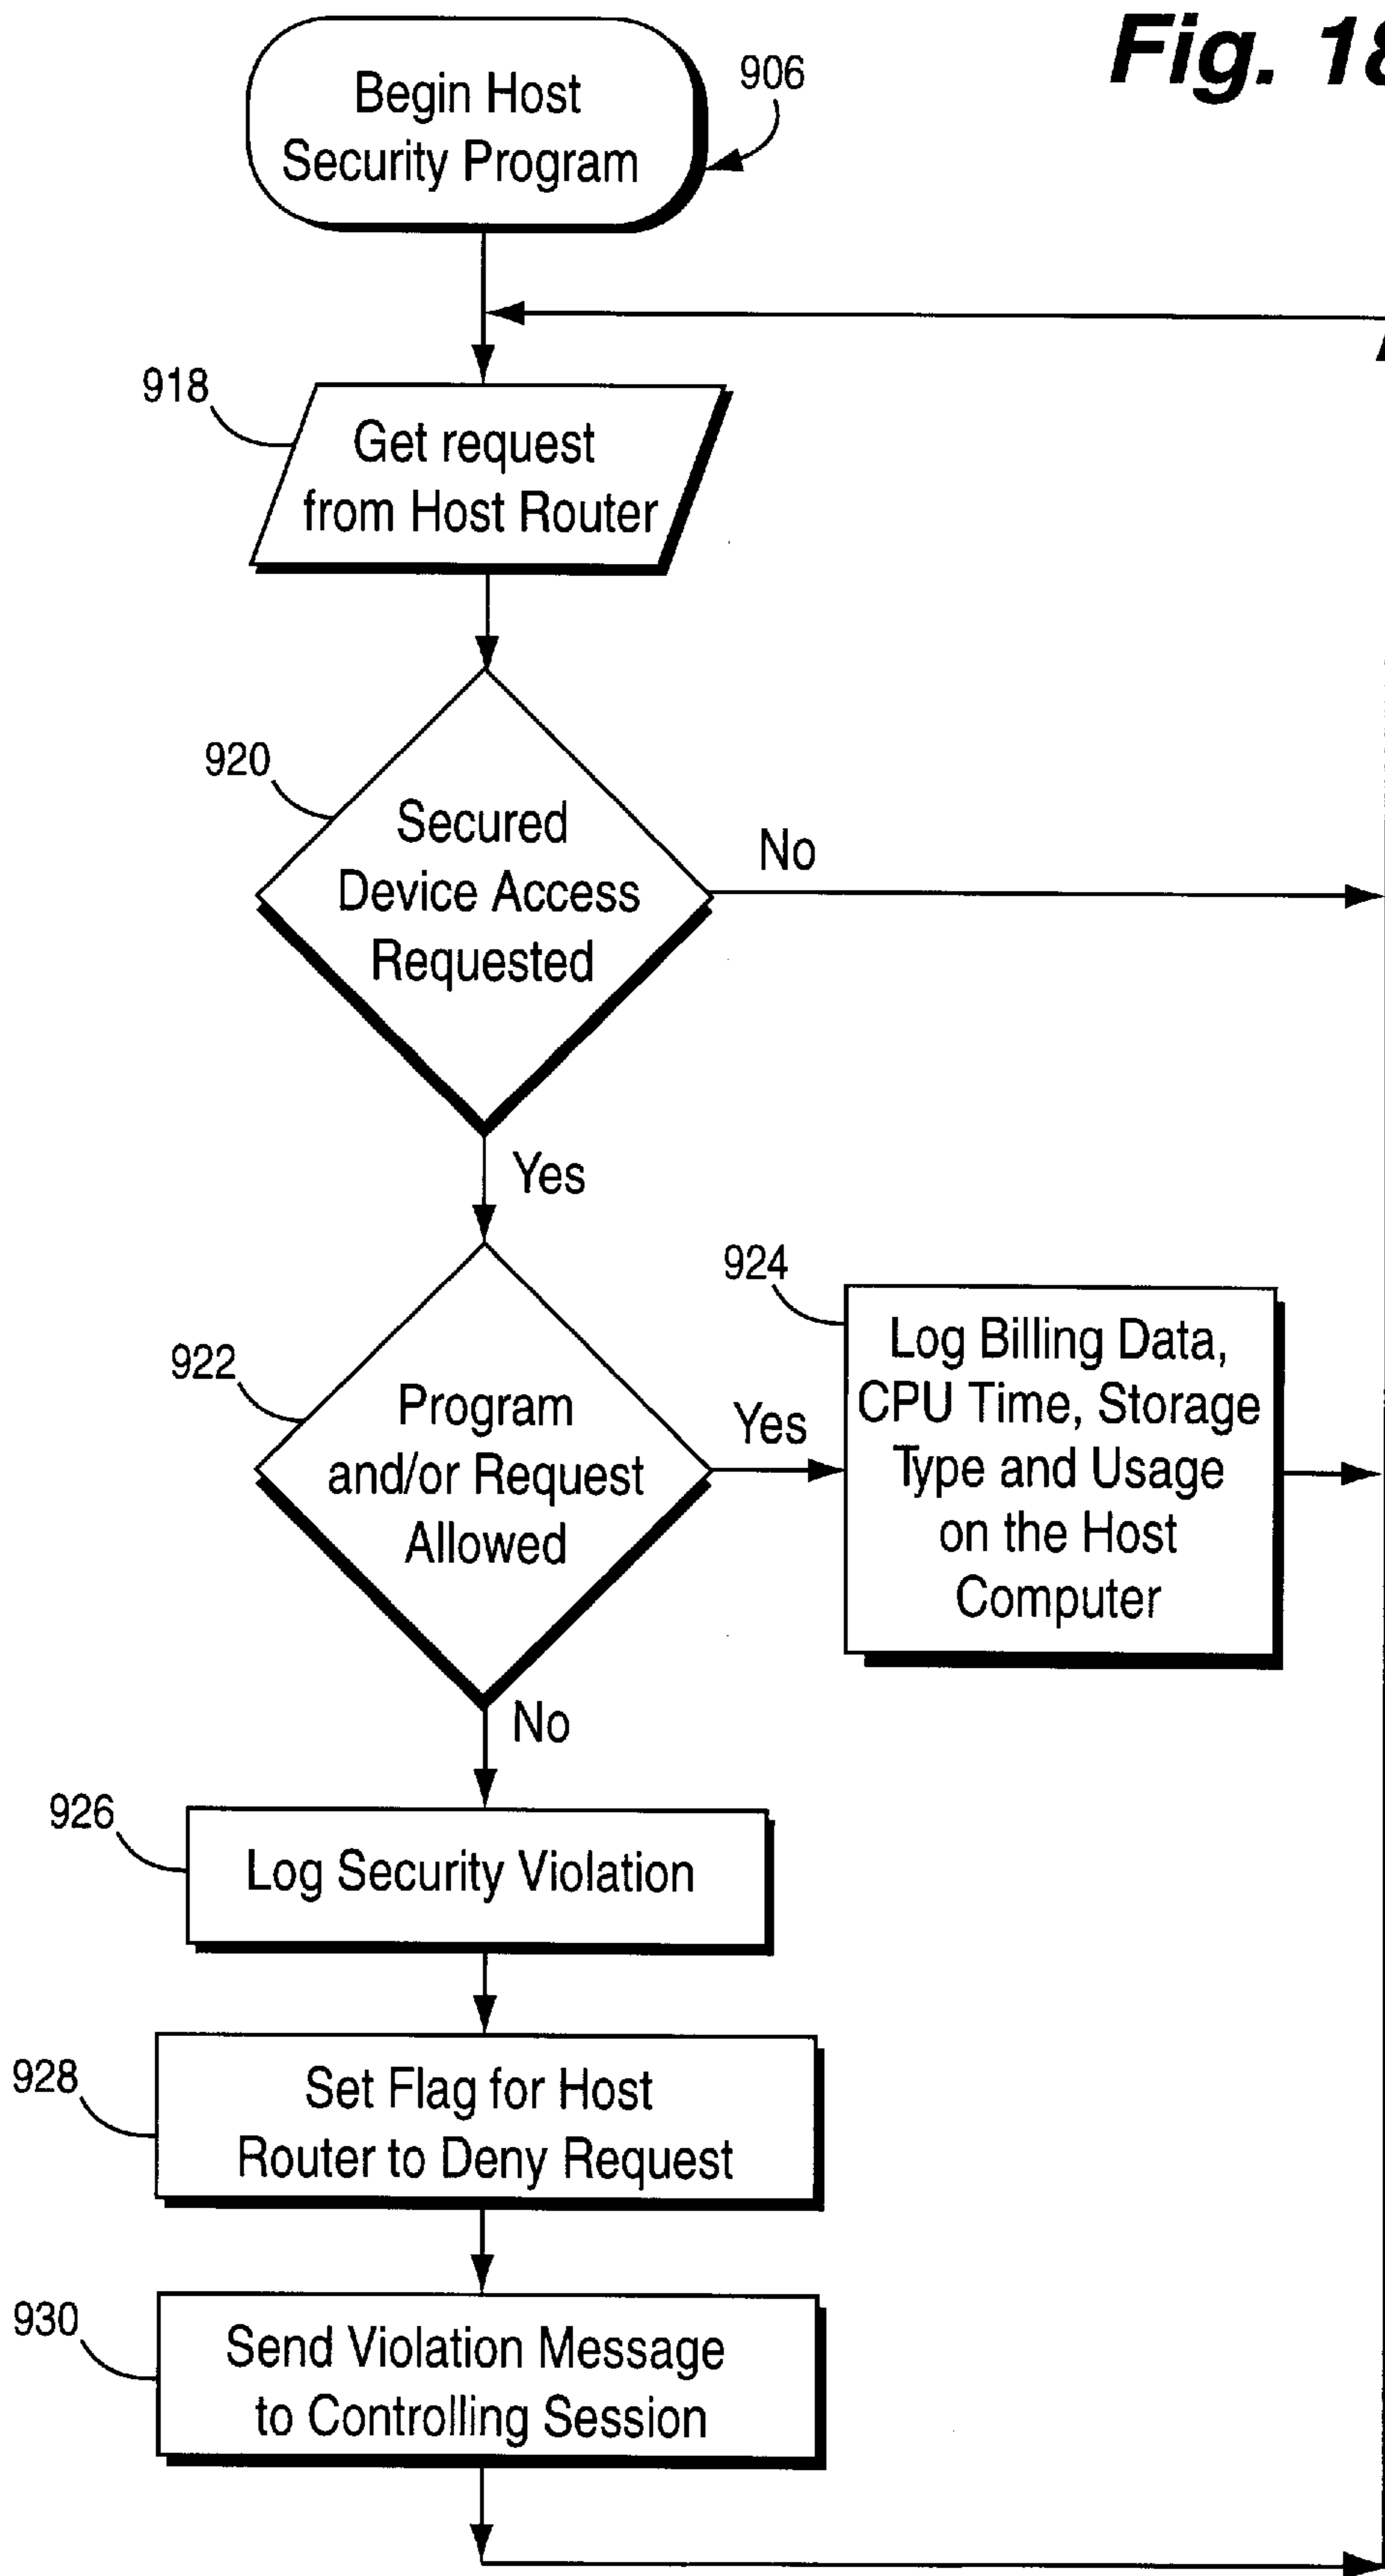 Fig. 18
906
Begin Host
Security Program
918
Get request
from Host Router
920
Secured
Device Access
Requested
No
Yes
922
Program
and/or Request
Allowed
Yes
924
Log Billing Data,
CPU Time, Storage
Type and Usage
on the Host
Computer
No
926
Log Security Violation
928
Set Flag for Host
Router to Deny Request
930
Send Violation Message
to Controlling Session